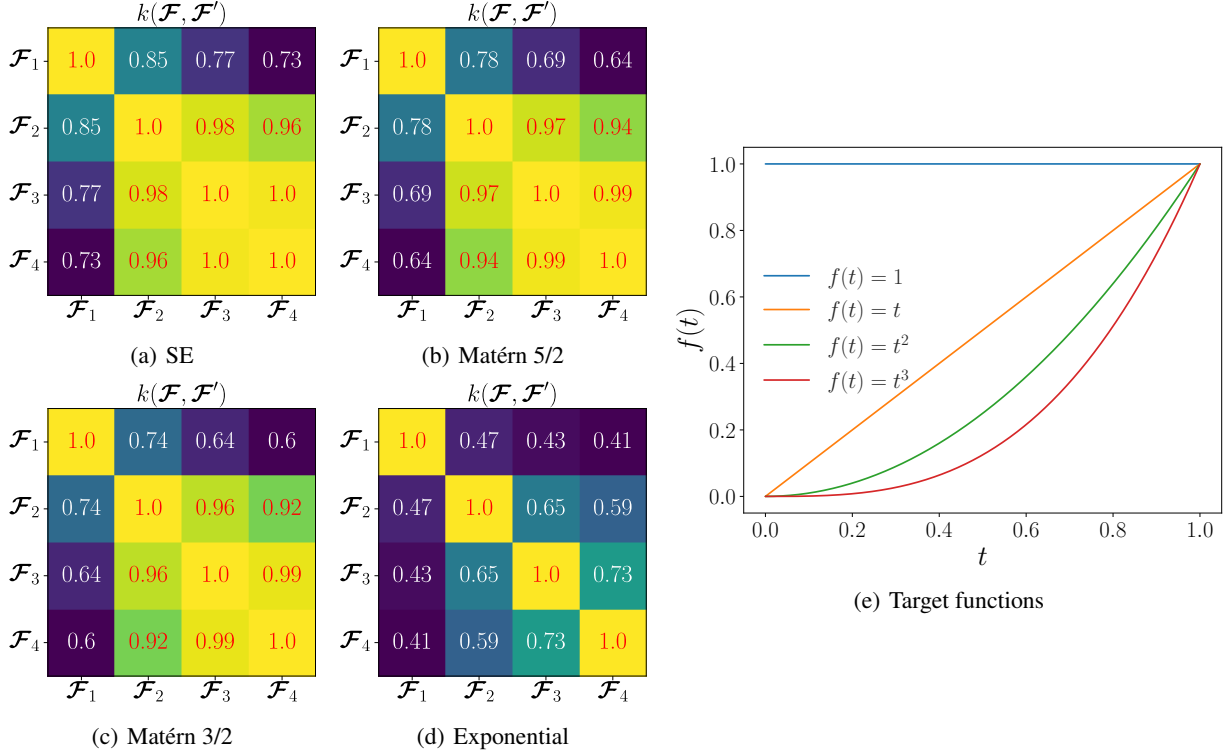 k(𝓕, 𝓕′)
𝓕₁ 1.0 0.85 0.77 0.73
𝓕₂ 0.85 1.0 0.98 0.96
𝓕₃ 0.77 0.98 1.0 1.0
𝓕₄ 0.73 0.96 1.0 1.0
𝓕₁ 𝓕₂ 𝓕₃ 𝓕₄
(a) SE
k(𝓕, 𝓕′)
𝓕₁ 1.0 0.78 0.69 0.64
𝓕₂ 0.78 1.0 0.97 0.94
𝓕₃ 0.69 0.97 1.0 0.99
𝓕₄ 0.64 0.94 0.99 1.0
𝓕₁ 𝓕₂ 𝓕₃ 𝓕₄
(b) Matérn 5/2
k(𝓕, 𝓕′)
𝓕₁ 1.0 0.74 0.64 0.6
𝓕₂ 0.74 1.0 0.96 0.92
𝓕₃ 0.64 0.96 1.0 0.99
𝓕₄ 0.6 0.92 0.99 1.0
𝓕₁ 𝓕₂ 𝓕₃ 𝓕₄
(c) Matérn 3/2
k(𝓕, 𝓕′)
𝓕₁ 1.0 0.47 0.43 0.41
𝓕₂ 0.47 1.0 0.65 0.59
𝓕₃ 0.43 0.65 1.0 0.73
𝓕₄ 0.41 0.59 0.73 1.0
𝓕₁ 𝓕₂ 𝓕₃ 𝓕₄
(d) Exponential
f(t)
1.0
0.8
0.6
0.4
0.2
0.0
f(t) = 1
f(t) = t
f(t) = t²
f(t) = t³
0.0 0.2 0.4 0.6 0.8 1.0
t
(e) Target functions